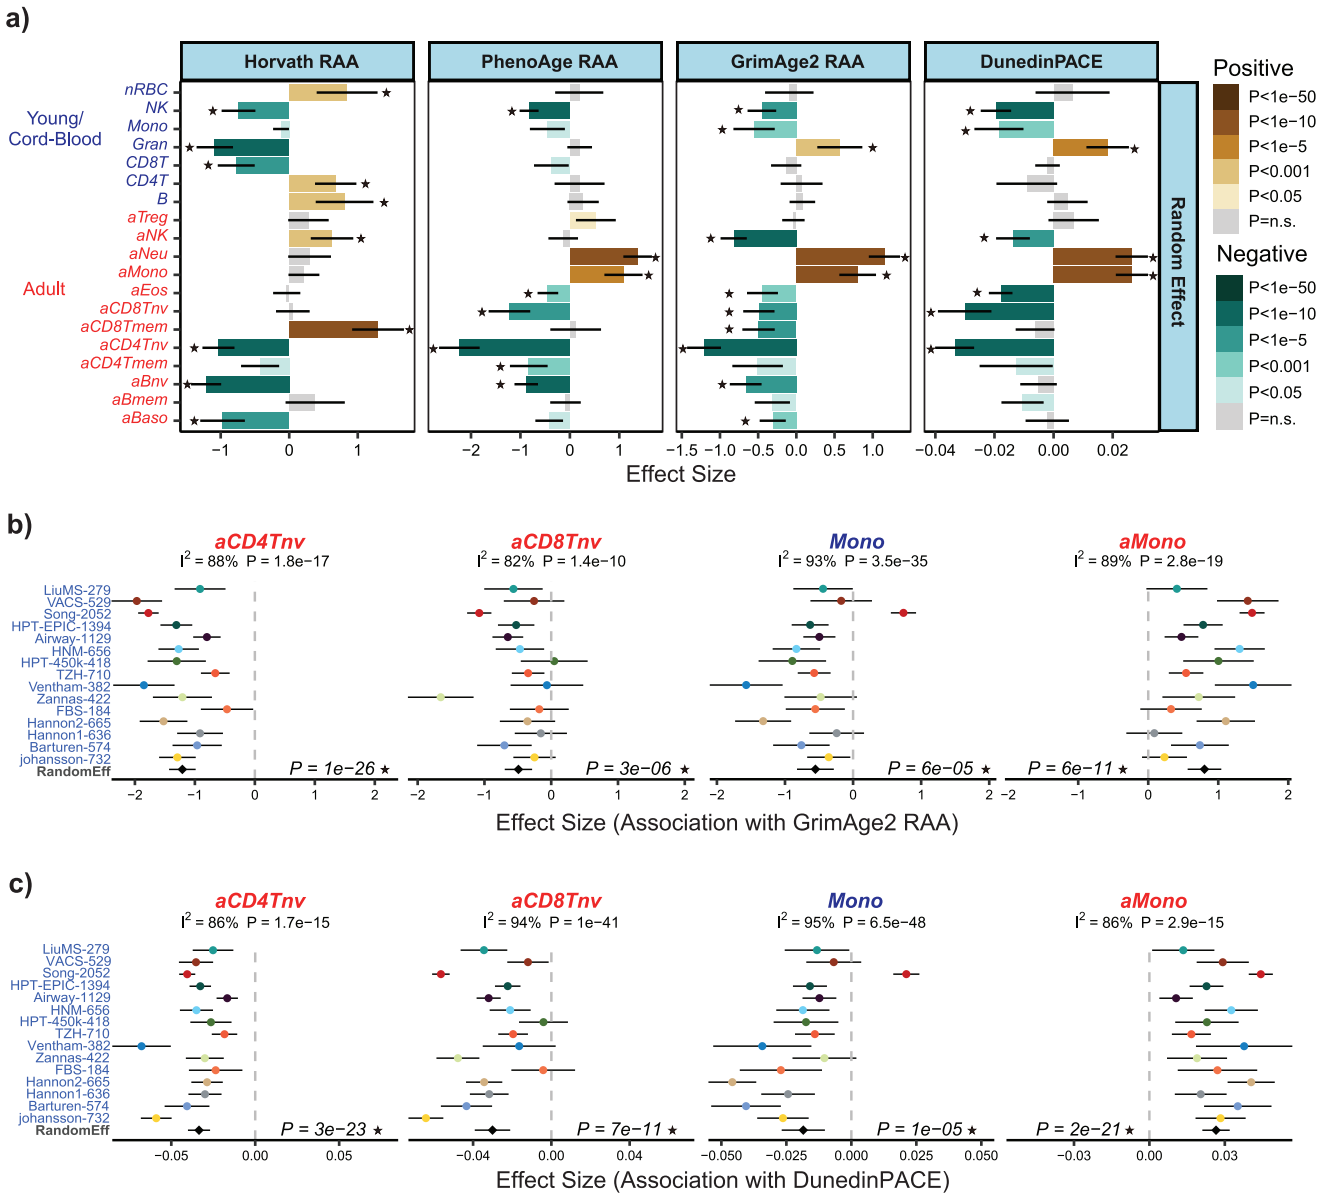 a)
Horvath RAA
PhenoAge RAA
GrimAge2 RAA
DunedinPACE
Young/
Cord-Blood
Adult
nRBC
NK
Mono
Gran
CD8T
CD4T
B
aTreg
aNK
aNeu
aMono
aEos
aCD8Tnv
aCD8Tmem
aCD4Tnv
aCD4Tmem
aBnv
aBmem
aBaso
Random Effect
−1 0 1
−1 0 1
−1.5 −1.0 −0.5 0.0 0.5 1.0
−0.04 −0.02 0.00 0.02
Effect Size
Positive
P<1e−50
P<1e−10
P<1e−5
P<0.001
P<0.05
P=n.s.
Negative
P<1e−50
P<1e−10
P<1e−5
P<0.001
P<0.05
P=n.s.
b)
aCD4Tnv
I² = 88% P = 1.8e−17
aCD8Tnv
I² = 82% P = 1.4e−10
Mono
I² = 93% P = 3.5e−35
aMono
I² = 89% P = 2.8e−19
LiuMS-279
VACS-529
Song-2052
HPT-EPIC-1394
Airway-1129
HNM-656
HPT-450k-418
TZH-710
Ventham-382
Zannas-422
FBS-184
Hannon2-665
Hannon1-636
Barturen-574
johansson-732
RandomEff
P = 1e−26
P = 3e−06
P = 6e−05
P = 6e−11
−2 −1 0 1 2
−2 −1 0 1 2
−2 −1 0 1 2
−2 −1 0 1 2
Effect Size (Association with GrimAge2 RAA)
c)
aCD4Tnv
I² = 86% P = 1.7e−15
aCD8Tnv
I² = 94% P = 1e−41
Mono
I² = 95% P = 6.5e−48
aMono
I² = 86% P = 2.9e−15
LiuMS-279
VACS-529
Song-2052
HPT-EPIC-1394
Airway-1129
HNM-656
HPT-450k-418
TZH-710
Ventham-382
Zannas-422
FBS-184
Hannon2-665
Hannon1-636
Barturen-574
johansson-732
RandomEff
P = 3e−23
P = 7e−11
P = 1e−05
P = 2e−21
−0.05 0.00 0.05
−0.04 0.00 0.04
−0.050 −0.025 0.000 0.025 0.050
−0.03 0.00 0.03
Effect Size (Association with DunedinPACE)